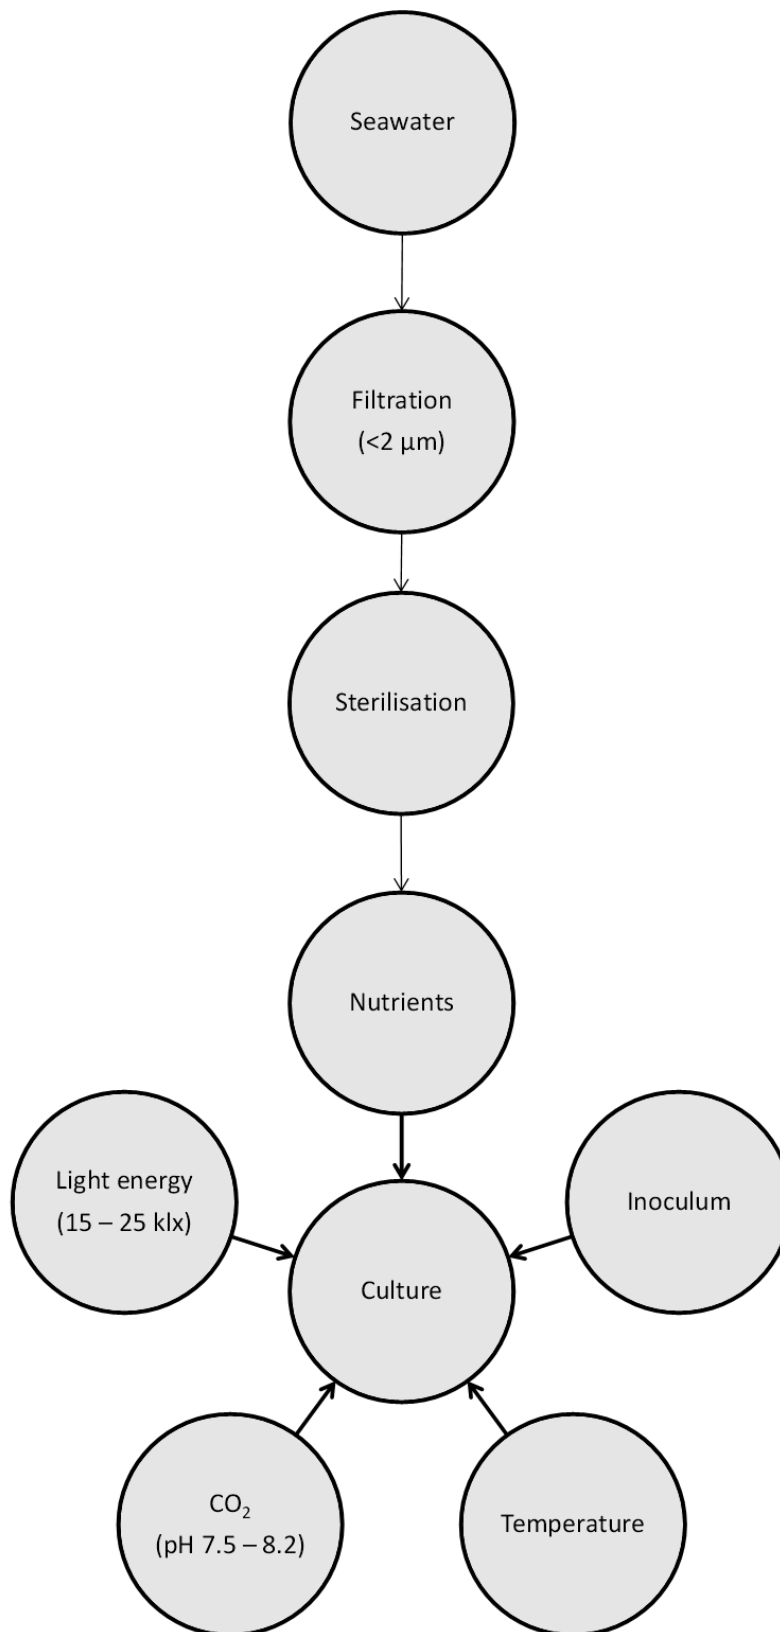 Seawater
Filtration
(<2 µm)
Sterilisation
Nutrients
Light energy
(15 – 25 klx)
Inoculum
Culture
CO₂
(pH 7.5 – 8.2)
Temperature